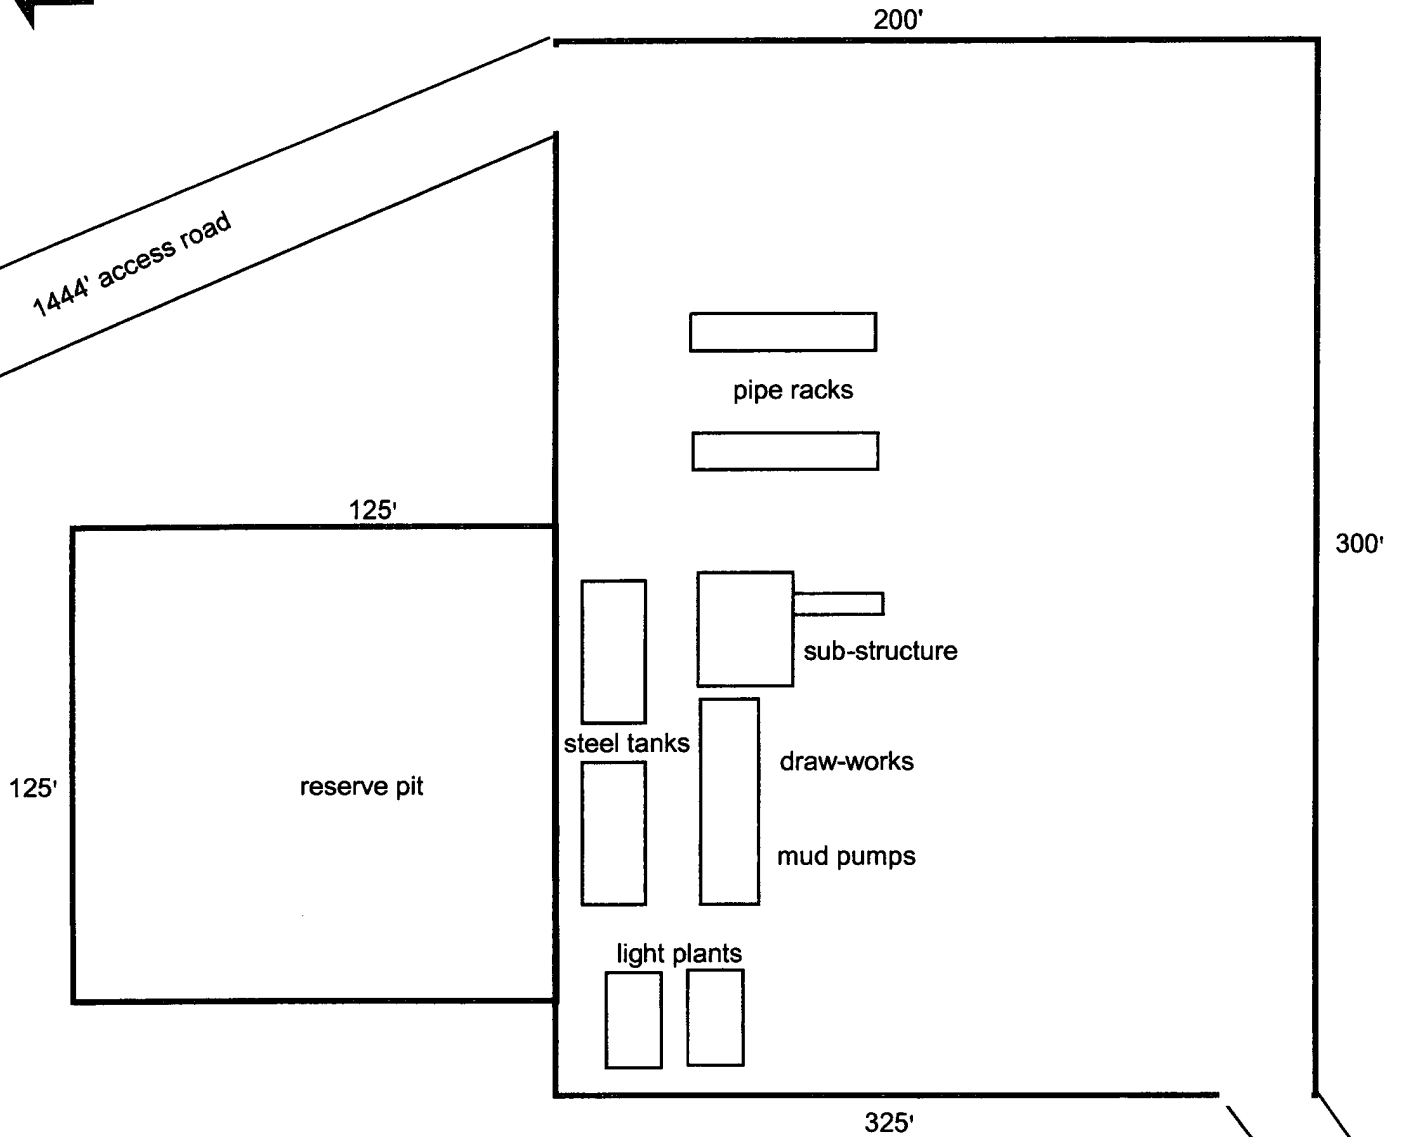 200'
1444' access road
pipe racks
125'
300'
sub-structure
steel tanks
draw-works
125'
reserve pit
mud pumps
light plants
325'